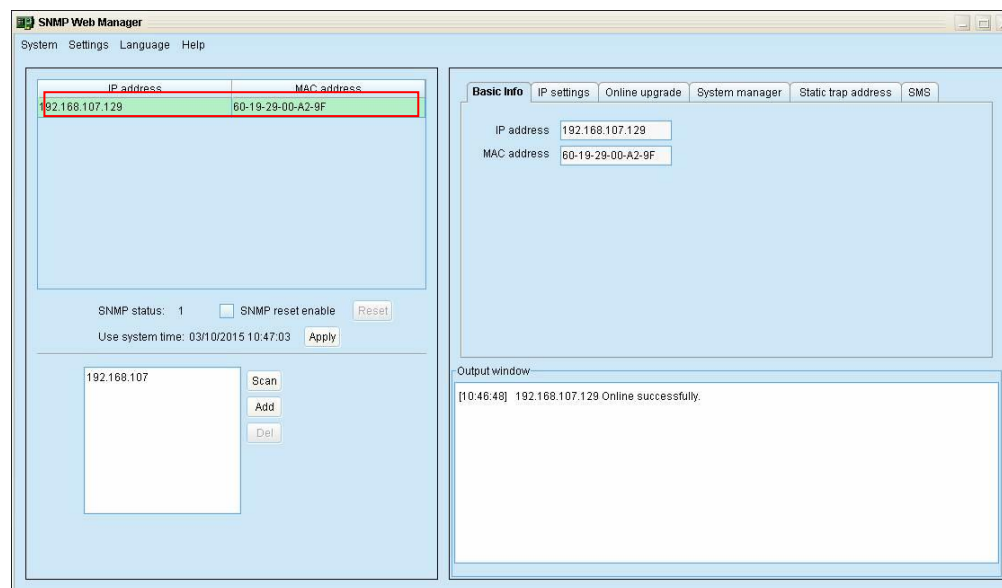 SNMP Web Manager
System Settings Language Help
IP address MAC address
192.168.107.129 60-19-29-00-A2-9F
SNMP status: 1 SNMP reset enable Reset
Use system time: 03/10/2015 10:47:03 Apply
192.168.107
Scan
Add
Del
Basic Info IP settings Online upgrade System manager Static trap address SMS
IP address 192.168.107.129
MAC address 60-19-29-00-A2-9F
Output window
[10:46:48] 192.168.107.129 Online successfully.